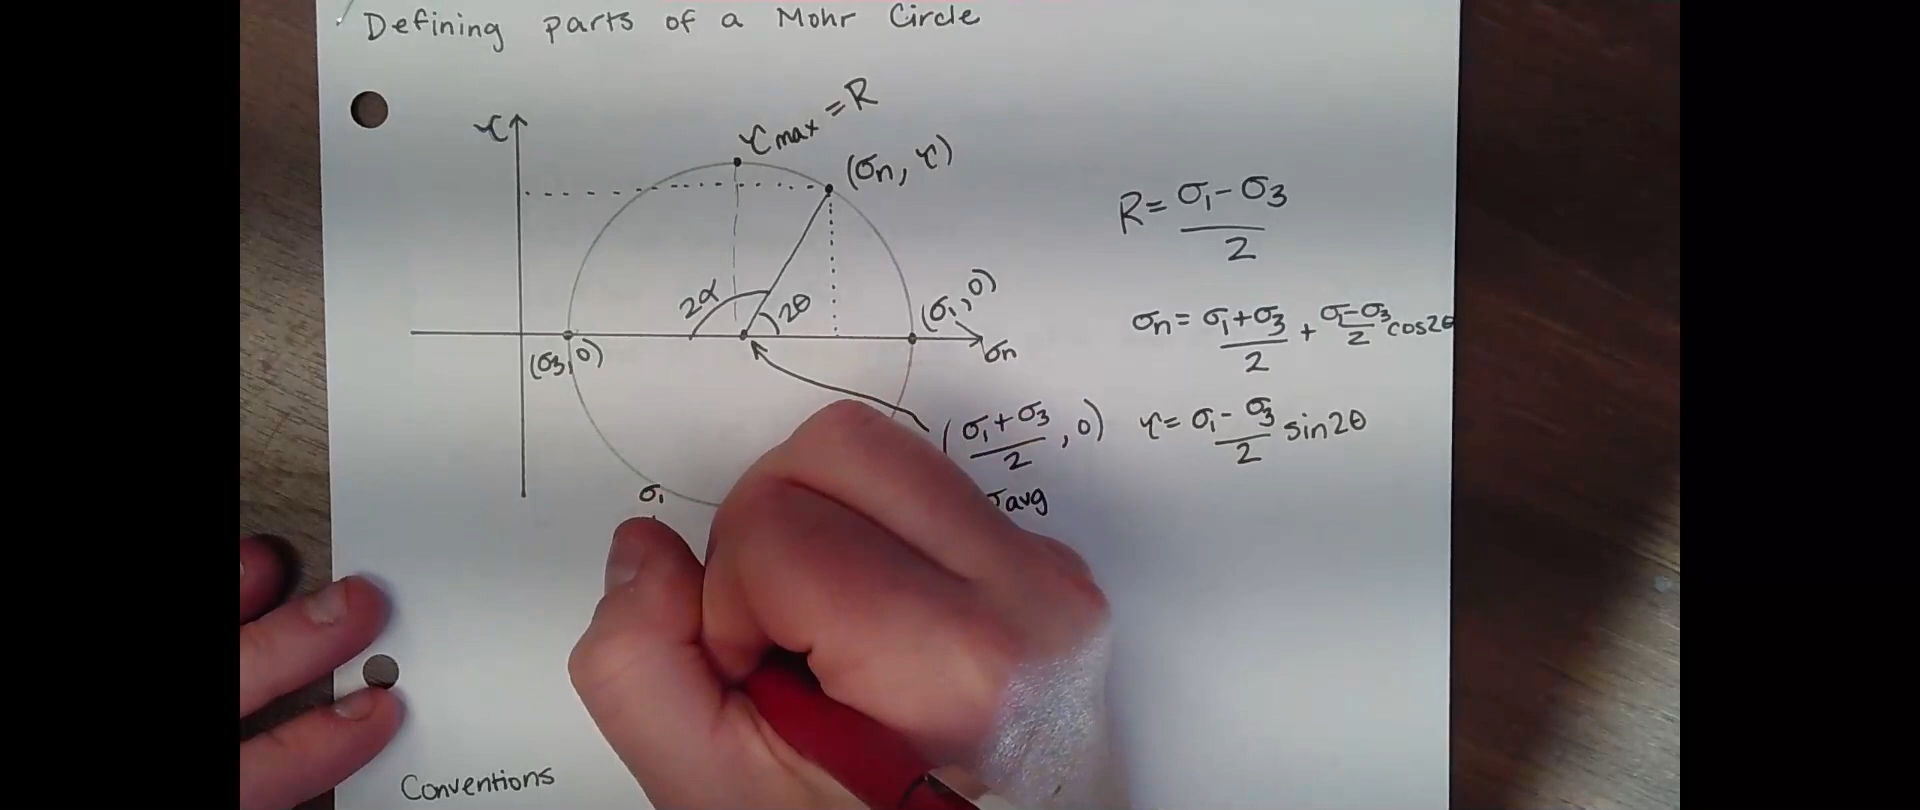 Defining parts of a Mohr Circle
τ
τmax = R
(σn, τ)
R = σ1 - σ3 / 2
2α
2θ
(σ1, 0)
σn
(σ3, 0)
σn = σ1 + σ3 / 2 + σ1 - σ3 / 2 cos2θ
(σ1 + σ3 / 2, 0)
τ = σ1 - σ3 / 2 sin2θ
σ1
avg
Conventions